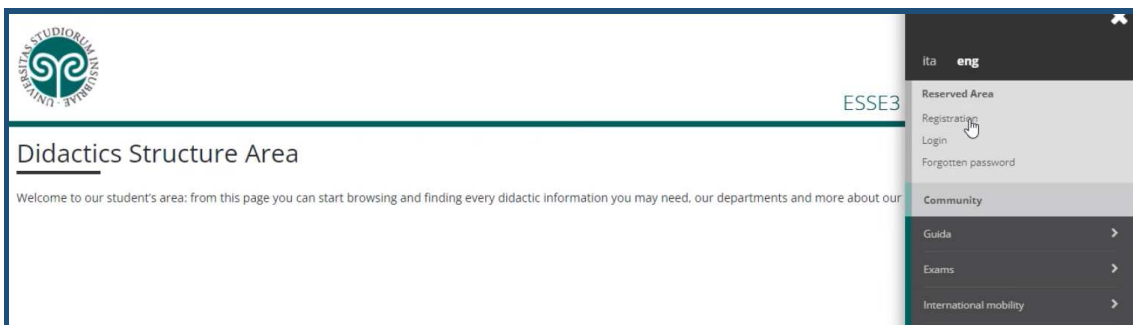 UNIVERSITAS STUDIORUM INSUBRIAE
ESSE3
Didactics Structure Area
Welcome to our student's area: from this page you can start browsing and finding every didactic information you may need, our departments and more about our
ita eng
Reserved Area
Registration
Login
Forgotten password
Community
Guida
Exams
International mobility